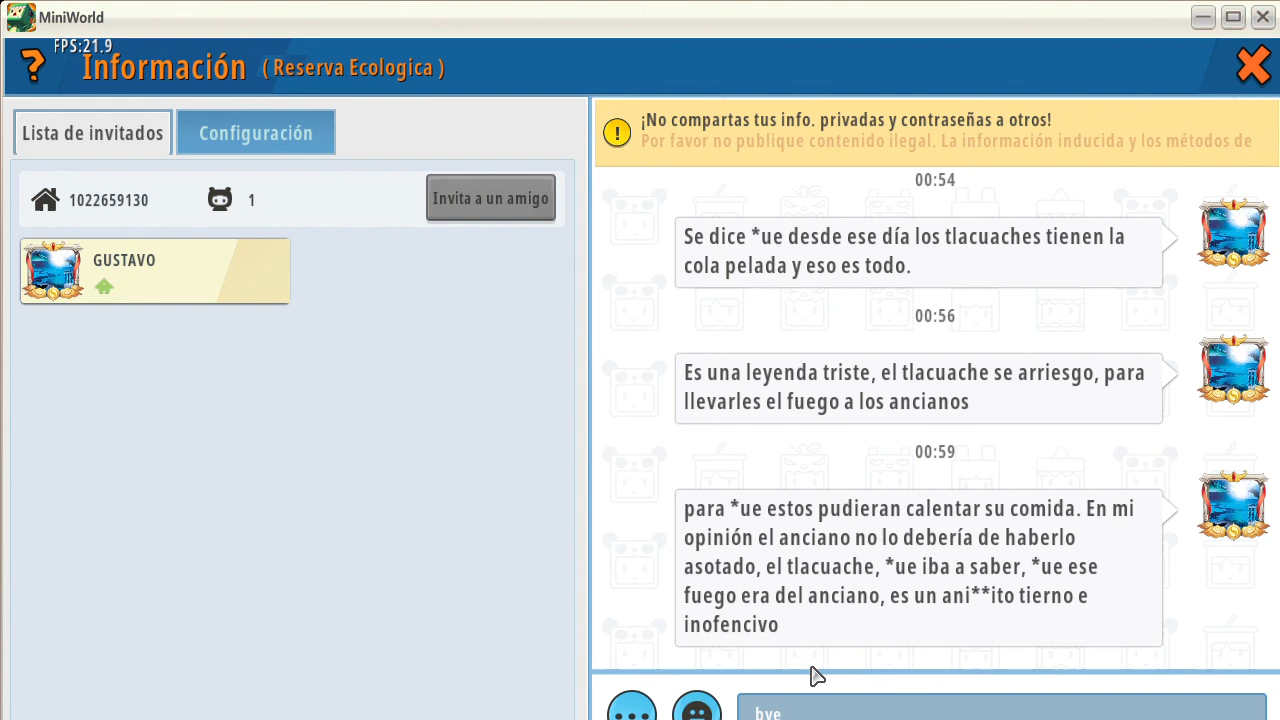 MiniWorld
FPS:21.9
Información ( Reserva Ecologica )
Lista de invitados
Configuración
1022659130
1
Invita a un amigo
GUSTAVO
¡No compartas tus info. privadas y contraseñas a otros!
Por favor no publique contenido ilegal. La información inducida y los métodos de
00:54
Se dice *ue desde ese día los tlacuaches tienen la
cola pelada y eso es todo.
00:56
Es una leyenda triste, el tlacuache se arriesgo, para
llevarles el fuego a los ancianos
00:59
para *ue estos pudieran calentar su comida. En mi
opinión el anciano no lo debería de haberlo
asotado, el tlacuache, *ue iba a saber, *ue ese
fuego era del anciano, es un ani**ito tierno e
inofencivo
bye